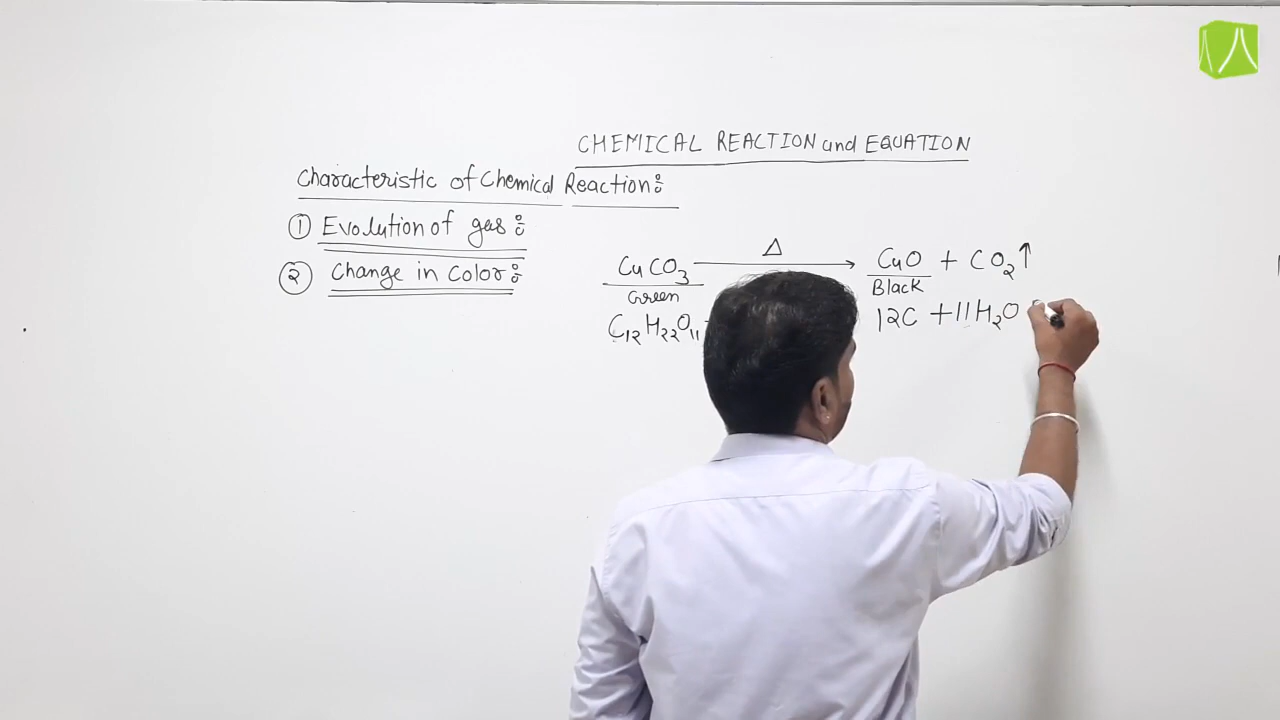 CHEMICAL REACTION and EQUATION
Characteristic of Chemical Reaction:
① Evolution of gas:
② Change in Color:
CuCO₃ —Δ→ CuO + CO₂↑
Green Black
C₁₂H₂₂O₁₁ 12C + 11H₂O